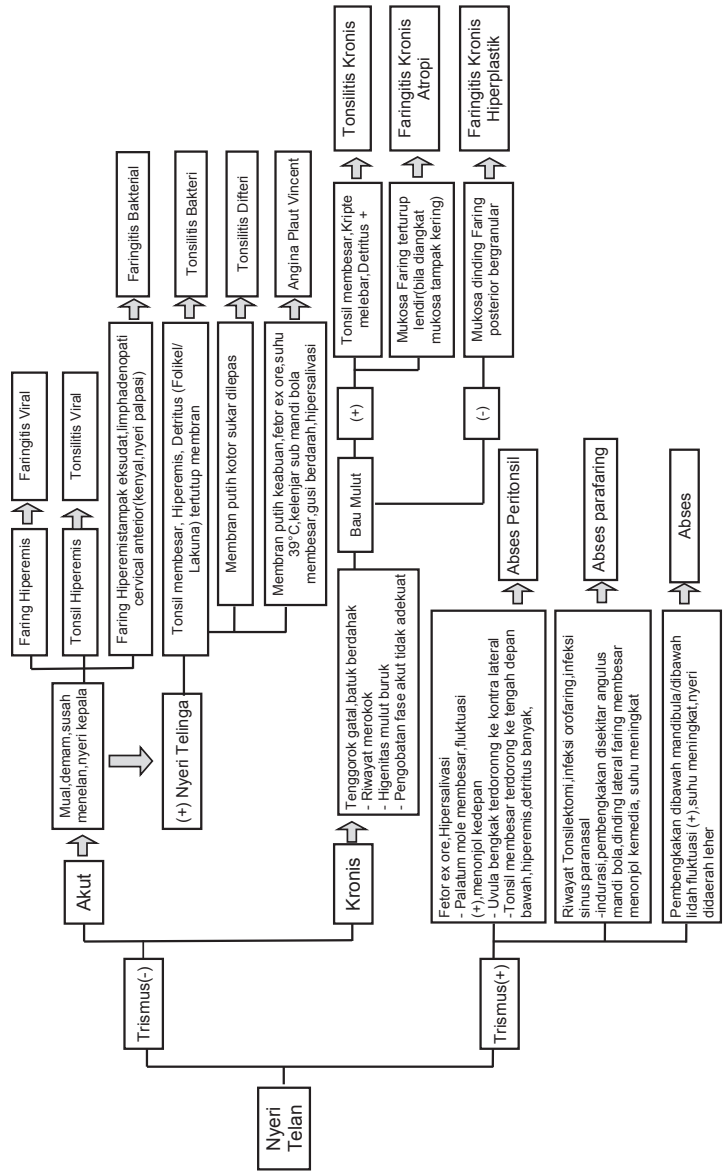 Nyeri
Telan
Trismus(-)
Akut
Mual,demam,susah
menelan,nyeri kepala
Faring Hiperemis
Faringitis Viral
Tonsil Hiperemis
Tonsilitis Viral
Faring Hiperemistampak eksudat,limphadenopati
cervical anterior(kenyal,nyeri palpasi)
Faringitis Bakterial
(+) Nyeri Telinga
Tonsil membesar, Hiperemis, Detritus (Folikel/
Lakuna) tertutup membran
Tonsilitis Bakteri
Membran putih kotor sukar dilepas
Tonsilitis Difteri
Membran putih keabuan,fetor ex ore,suhu
39°C,kelenjar sub mandi bola
membesar,gusi berdarah,hipersalivasi
Angina Plaut Vincent
Kronis
Tenggorok gatal,batuk berdahak
- Riwayat merokok
- Higenitas mulut buruk
- Pengobatan fase akut tidak adekuat
Bau Mulut
(+)
Tonsil membesar,Kripte
melebar,Detritus +
Tonsilitis Kronis
Mukosa Faring terturup
lendir(bila diangkat
mukosa tampak kering)
Faringitis Kronis
Atropi
(-)
Mukosa dinding Faring
posterior bergranular
Faringitis Kronis
Hiperplastik
Trismus(+)
Fetor ex ore,Hipersalivasi
- Palatum mole membesar,fluktuasi
(+),menonjol kedepan
- Uvula bengkak terdoronng ke kontra lateral
-Tonsil membesar terdorong ke tengah depan
bawah,hiperemis,detritus banyak,
Abses Peritonsil
Riwayat Tonsilektomi,infeksi orofaring,infeksi
sinus paranasal
-indurasi,pembengkakan disekitar angulus
mandi bola,dinding lateral faring membesar
menonjol kemedia, suhu meningkat
Abses parafaring
Pembengkakan dibawah mandibula/dibawah
lidah fluktuasi (+),suhu meningkat,nyeri
didaerah leher
Abses